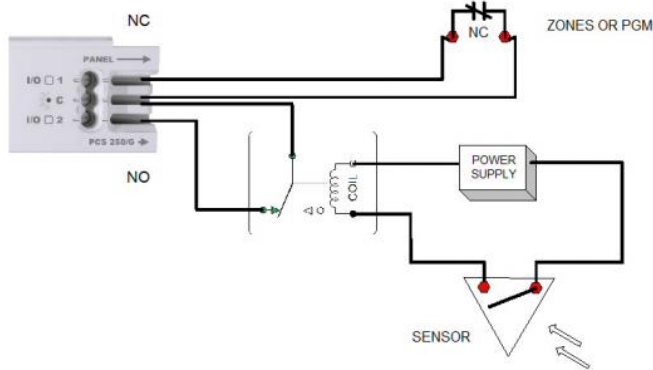 NC
ZONES OR PGM
NC
PANEL
I/O 1
C
I/O 2
PCS 250/G
NO
COIL
POWER
SUPPLY
SENSOR